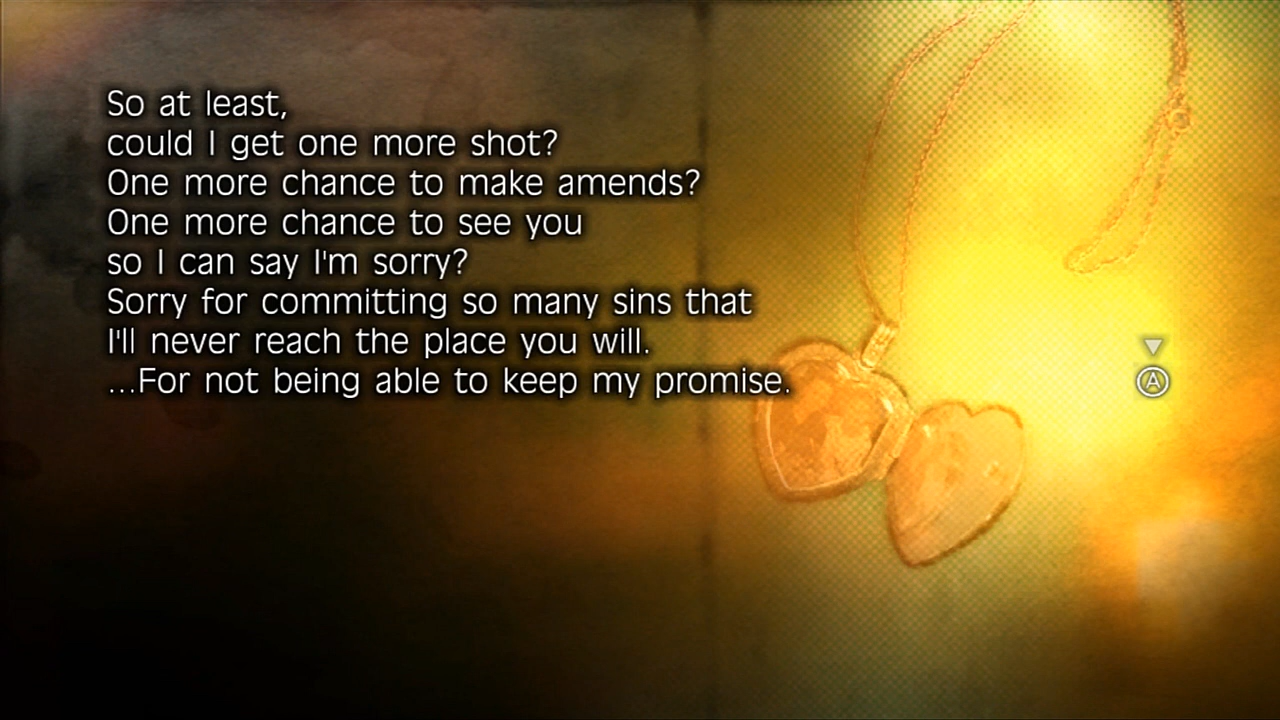 So at least,
could I get one more shot?
One more chance to make amends?
One more chance to see you
so I can say I'm sorry?
Sorry for committing so many sins that
I'll never reach the place you will.
...For not being able to keep my promise.
A